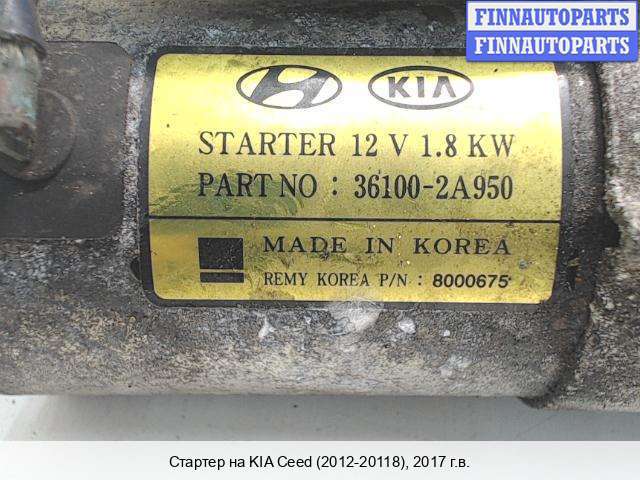 FINNAUTOPARTS
FINNAUTOPARTS
KIA
STARTER 12 V 1.8 KW
PART NO : 36100-2A950
MADE IN KOREA
REMY KOREA P/N : 8000675
Стартер на KIA Ceed (2012-20118), 2017 г.в.